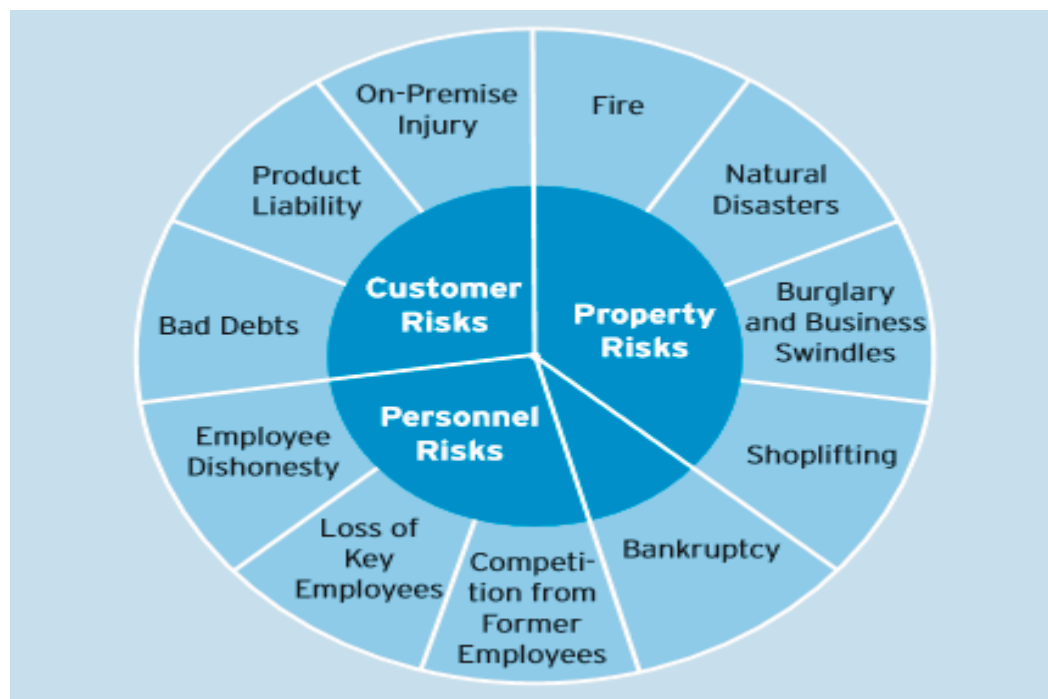 On-Premise
Injury
Fire
Natural
Disasters
Burglary
and Business
Swindles
Shoplifting
Bankruptcy
Competi-
tion from
Former
Employees
Loss of
Key
Employees
Employee
Dishonesty
Bad Debts
Product
Liability
Customer
Risks
Property
Risks
Personnel
Risks